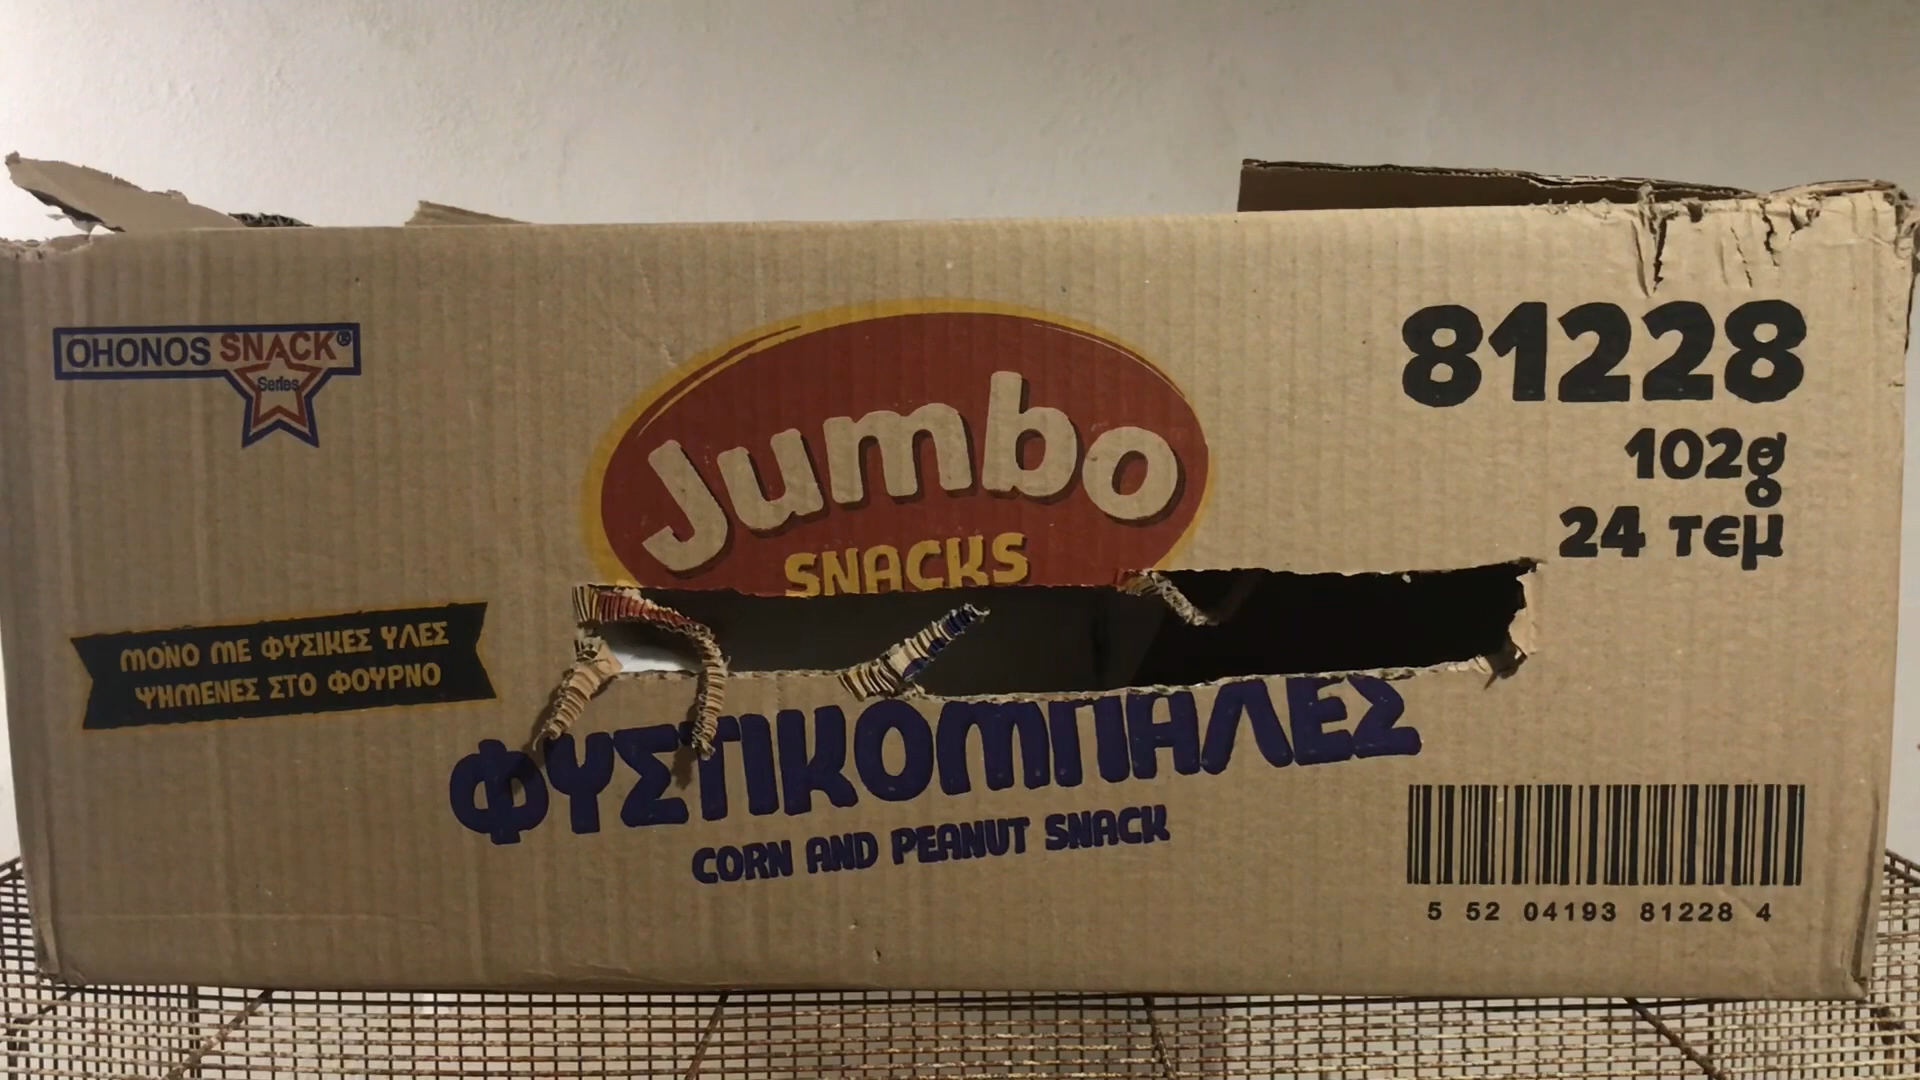 OHONOS SNACK®
Series
Jumbo
SNACKS
81228
102g
24 τεμ
ΜΟΝΟ ΜΕ ΦΥΣΙΚΕΣ ΥΛΕΣ
ΨΗΜΕΝΕΣ ΣΤΟ ΦΟΥΡΝΟ
ΦΥΣΤΙΚΟΜΠΑΛΕΣ
CORN AND PEANUT SNACK
5 52 04193 81228 4